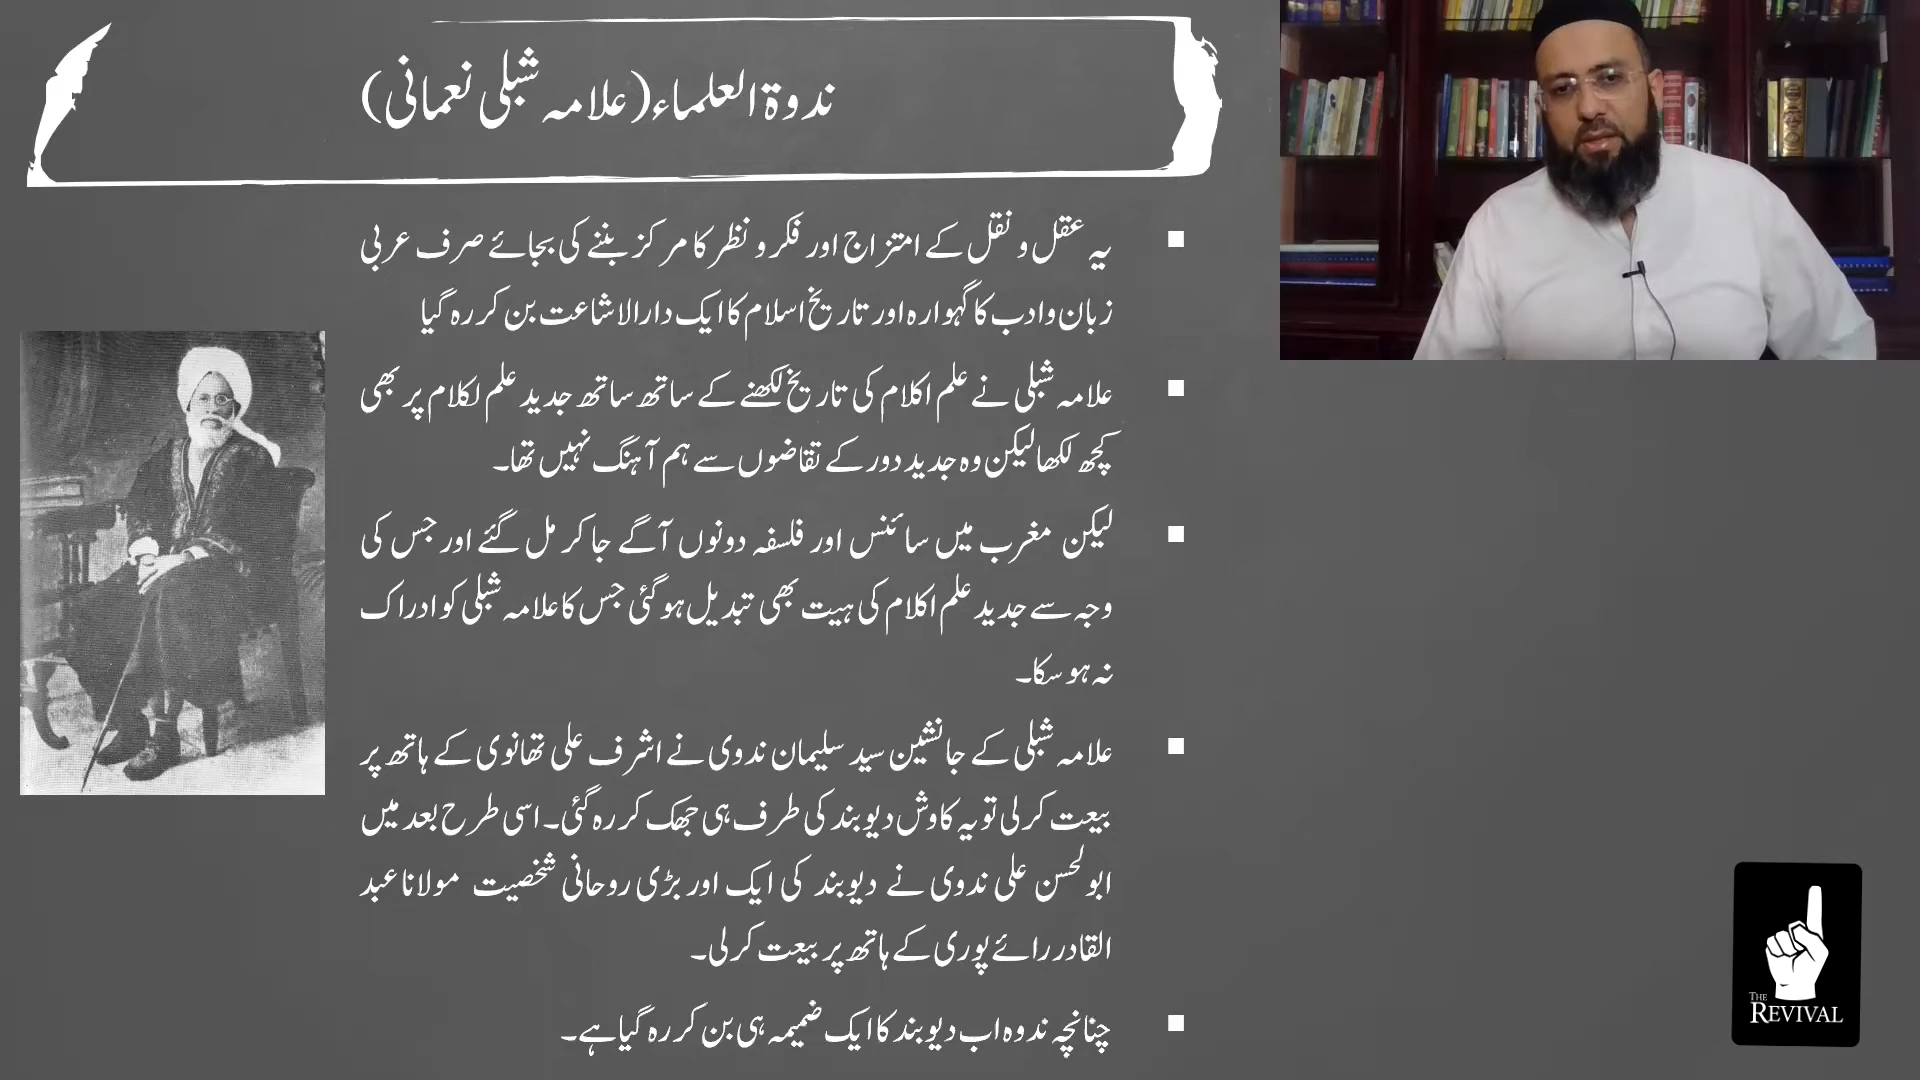 ندوۃ العلماء (علامہ شبلی نعمانی)
یہ عقل و نقل کے امتزاج اور فکر و نظر کا مرکز بننے کی بجائے صرف عربی
زبان وادب کا گہوارہ اور تاریخ اسلام کا ایک دارالاشاعت بن کر رہ گیا
علامہ شبلی نے علم اکلام کی تاریخ لکھنے کے ساتھ ساتھ جدید علم لکلام پر بھی
کچھ لکھا لیکن وہ جدید دور کے تقاضوں سے ہم آہنگ نہیں تھا۔
لیکن مغرب میں سائنس اور فلسفہ دونوں آگے جا کر مل گئے اور جس کی
وجہ سے جدید علم اکلام کی ہیت بھی تبدیل ہو گئی جس کا علامہ شبلی کو ادراک
نہ ہو سکا۔
علامہ شبلی کے جانشین سید سلیمان ندوی نے اشرف علی تھانوی کے ہاتھ پر
بیعت کر لی تو یہ کاوش دیوبند کی طرف ہی جھک کر رہ گئی۔ اسی طرح بعد میں
ابولحسن علی ندوی نے دیوبند کی ایک اور بڑی روحانی شخصیت مولانا عبد
القادر رائے پوری کے ہاتھ پر بیعت کر لی۔
چنانچہ ندوہ اب دیوبند کا ایک ضمیمہ ہی بن کر رہ گیا ہے۔
THE
REVIVAL